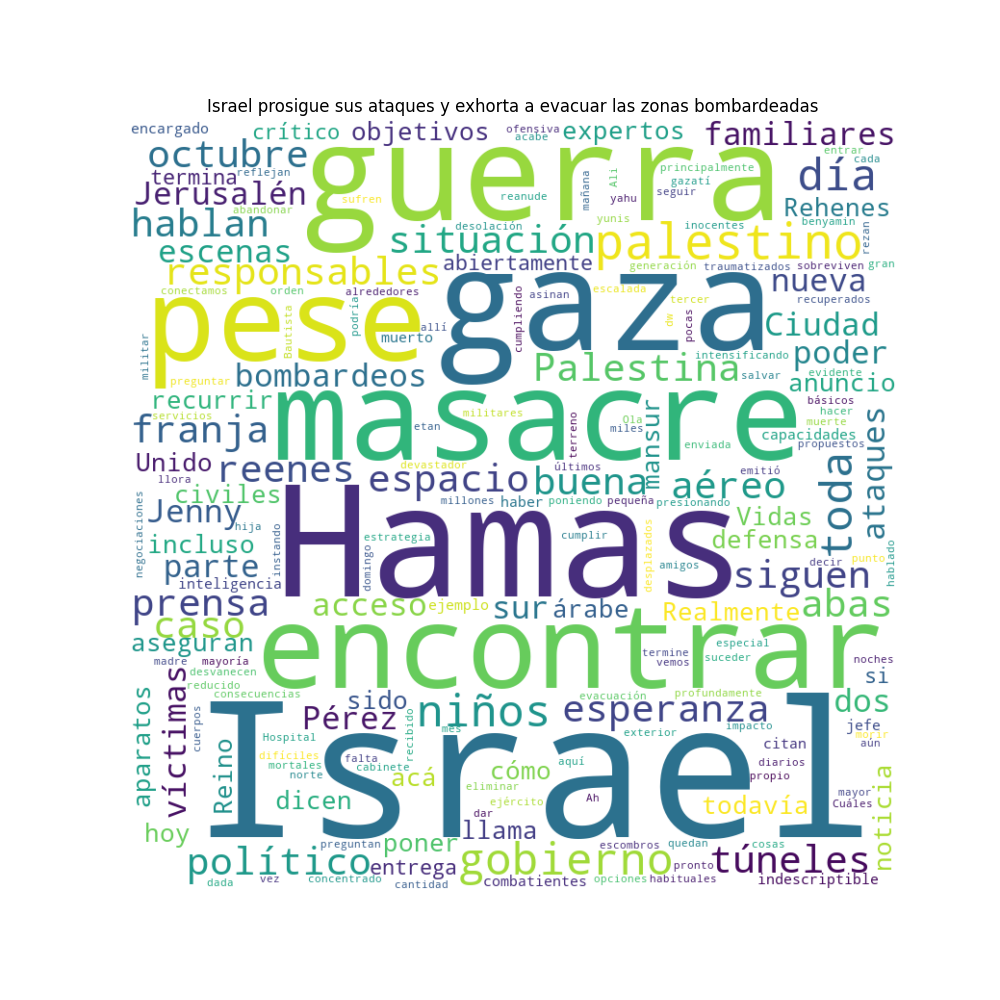 Israel prosigue sus ataques y exhorta a evacuar las zonas bombardeadas
encargado
crítico
objetivos
ofensiva
acabe
expertos
familiares
octubre
guerra
termina
reflejan
principalmente
entrar
cada
día
Jerusalén
abandonar
sufren
reanude
mañana
Ali
gazatí
seguir
Rehenes
hablan
desolación
yunis
inocentes
benyamin
yahu
rezan
escenas
situación
palestino
responsables
abiertamente
generación
traumatizados
sobreviven
gran
nueva
recuperados
conectamos
orden
alrededores
pese
gaza
asinan
escalada
tercer
dw
pocas
cumpliendo
Bautista
podría
allí
muerto
Ciudad
militar
intensificando
poder
preguntar
bombardeos
Palestina
salvar
evidente
anuncio
recurrir
masacre
básicos
hacer
servicios
militares
Ola
miles
muerte
franja
etan
terreno
mansur
enviada
capacidades
propuestos
ataques
Unido
reenes
devastador
últimos
emitió
llora
espacio
buena
aéreo
toda
civiles
Hamas
millones
haber
poniendo
pequeña
presionando
Jenny
hija
Vidas
negociaciones
incluso
instando
estrategia
cumplir
defensa
desplazados
hablado
parte
domingo
amigos
decir
punto
inteligencia
siguen
prensa
acceso
ejemplo
sur
árabe
Realmente
abas
caso
encontrar
aseguran
especial
termine
suceder
madre
mayoría
vemos
noches
desvanecen
si
reducido
consecuencias
evacuación
profundamente
víctimas
sido
dos
aparatos
cuerpos
Pérez
niños
esperanza
recibido
mes
exterior
impacto
jefe
Hospital
Israel
citan
morir
aún
Reino
difíciles
falta
mortales
cabinete
aquí
diarios
norte
acá
cómo
propio
eliminar
dicen
ejército
Ah
todavía
mayor
Cuáles
noticia
dar
hoy
llama
preguntan
poner
escombros
quedan
cosas
político
entrega
gobierno
pronto
túneles
dada
vez
concentrado
cantidad
combatientes
opciones
habituales
indescriptible